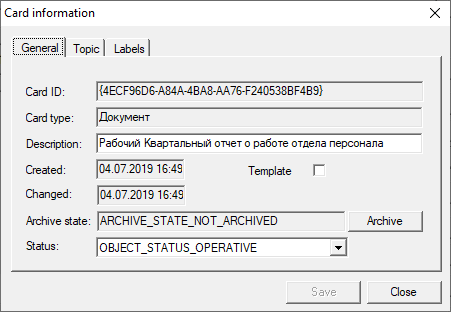 Card information
General Topic Labels
Card ID: {4ECF96D6-A84A-4BA8-AA76-F240538BF4B9}
Card type: Документ
Description: Рабочий Квартальный отчет о работе отдела персонала
Created: 04.07.2019 16:49 Template
Changed: 04.07.2019 16:49
Archive state: ARCHIVE_STATE_NOT_ARCHIVED Archive
Status: OBJECT_STATUS_OPERATIVE
Save Close